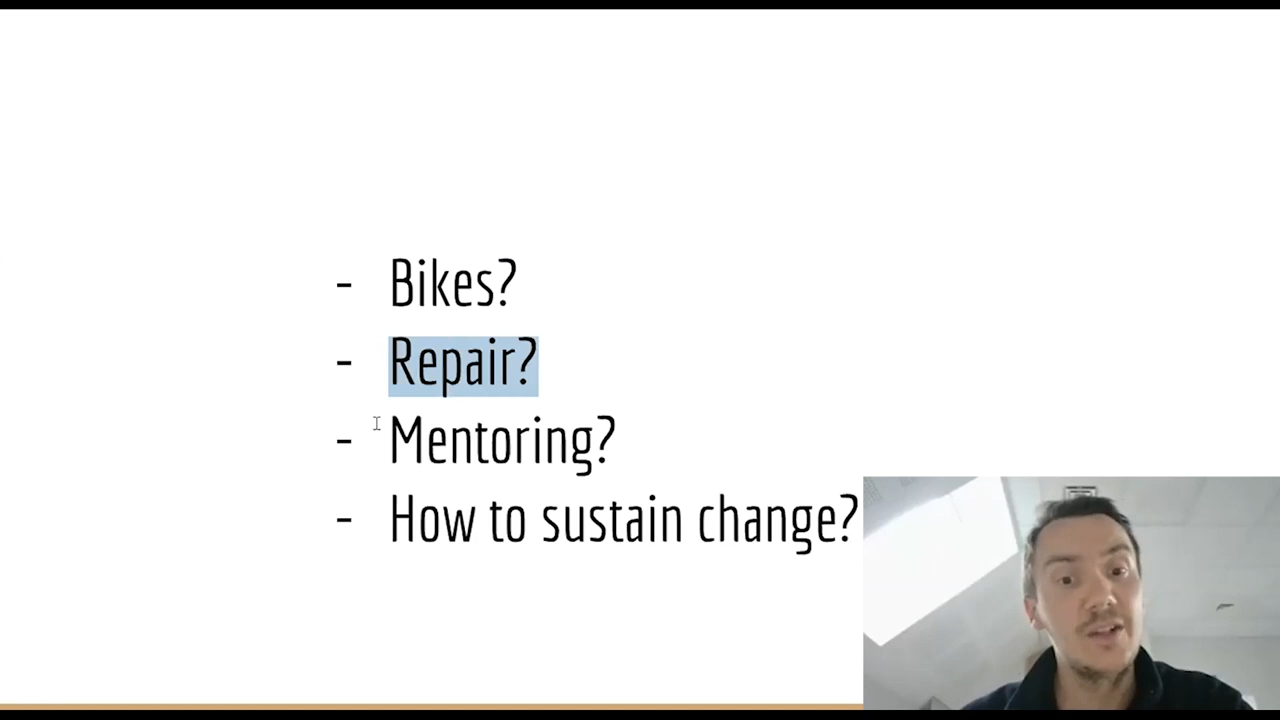 - Bikes?
- Repair?
- Mentoring?
- How to sustain change?